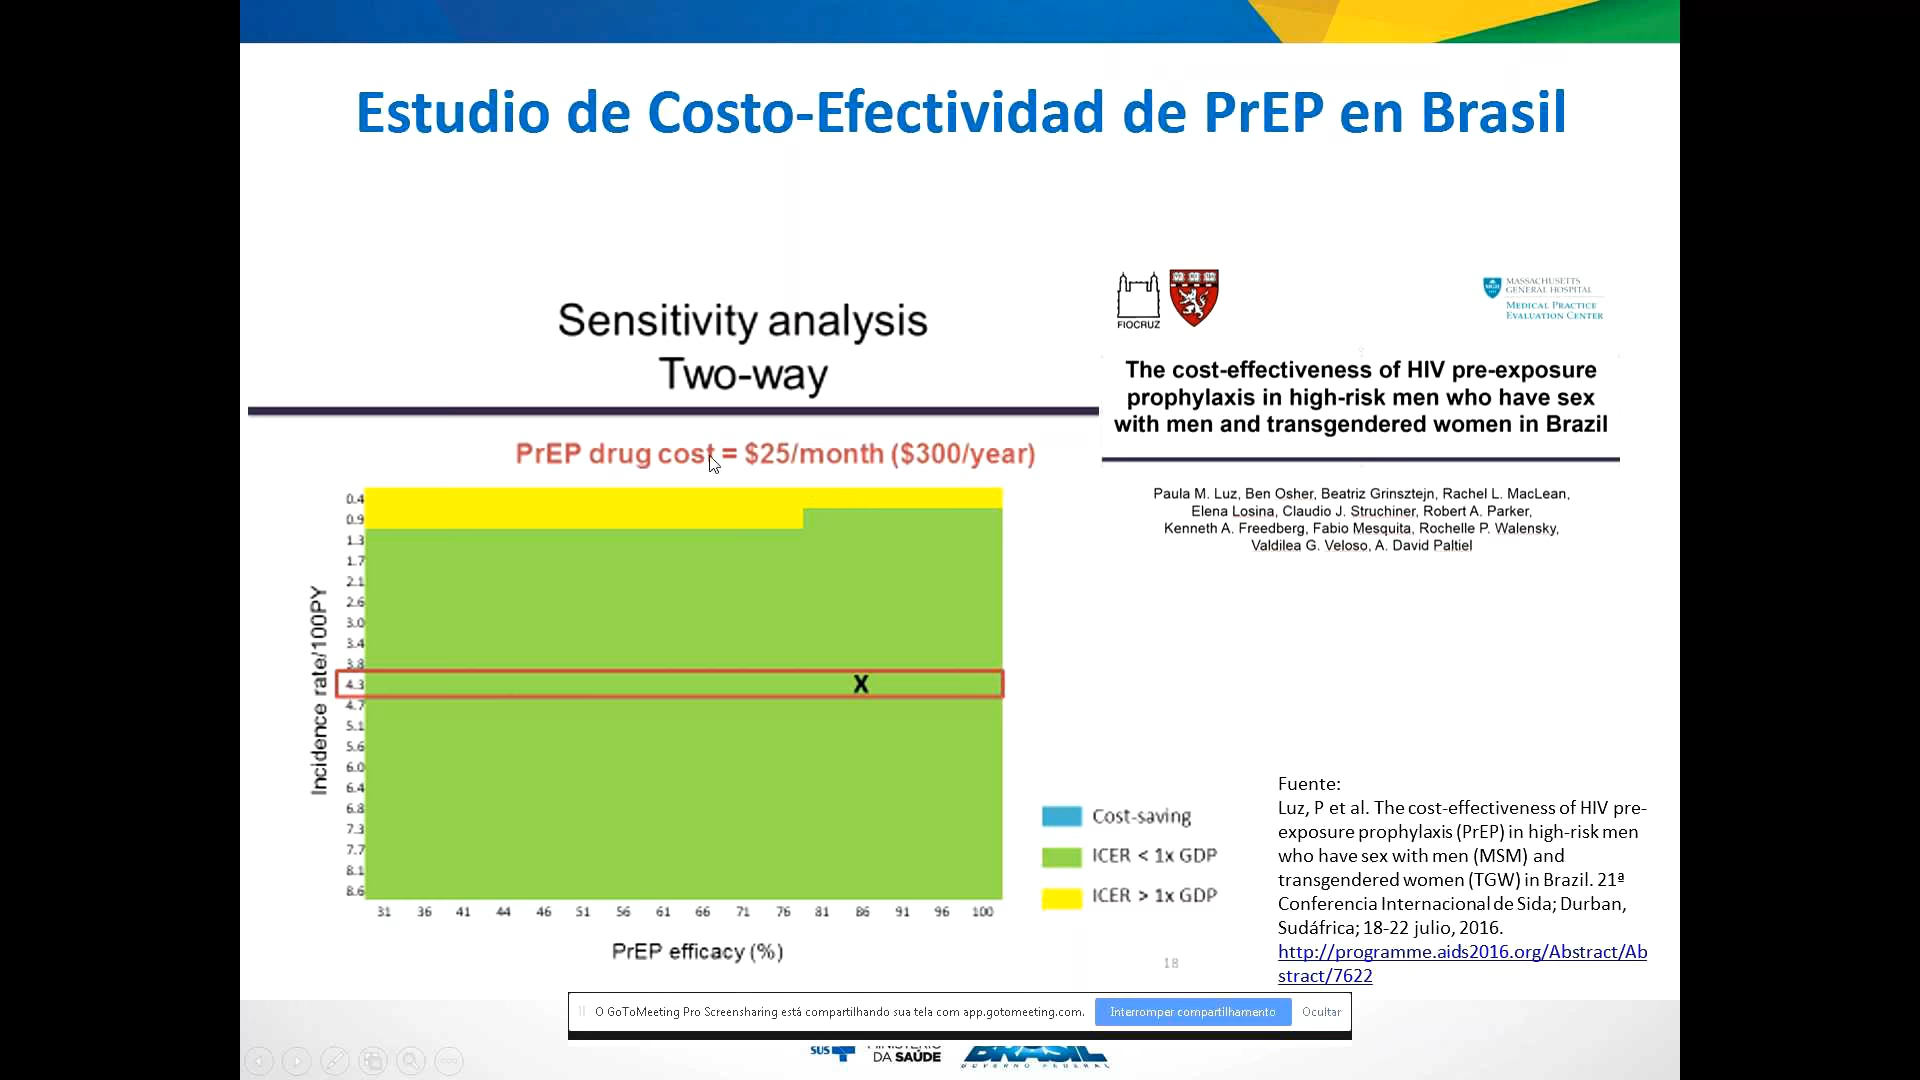 Estudio de Costo-Efectividad de PrEP en Brasil
Sensitivity analysis
Two-way
PrEP drug cost = $25/month ($300/year)
Incidence rate/100PY
0.4
0.9
1.3
1.7
2.1
2.6
3.0
3.4
3.8
4.3
4.7
5.1
5.6
6.0
6.4
6.8
7.3
7.7
8.1
8.6
X
31 36 41 44 46 51 56 61 66 71 76 81 86 91 96 100
PrEP efficacy (%)
Cost-saving
ICER < 1x GDP
ICER > 1x GDP
18
FIOCRUZ
MASSACHUSETTS
GENERAL HOSPITAL
MEDICAL PRACTICE
EVALUATION CENTER
The cost-effectiveness of HIV pre-exposure
prophylaxis in high-risk men who have sex
with men and transgendered women in Brazil
Paula M. Luz, Ben Osher, Beatriz Grinsztejn, Rachel L. MacLean,
Elena Losina, Claudio J. Struchiner, Robert A. Parker,
Kenneth A. Freedberg, Fabio Mesquita, Rochelle P. Walensky,
Valdilea G. Veloso, A. David Paltiel
Fuente:
Luz, P et al. The cost-effectiveness of HIV pre-
exposure prophylaxis (PrEP) in high-risk men
who have sex with men (MSM) and
transgendered women (TGW) in Brazil. 21ª
Conferencia Internacional de Sida; Durban,
Sudáfrica; 18-22 julio, 2016.
http://programme.aids2016.org/Abstract/Ab
stract/7622
O GoToMeeting Pro Screensharing está compartilhando sua tela com app.gotomeeting.com.
Interromper compartilhamento
Ocultar
SUS
MINISTÉRIO
DA SAÚDE
BRASIL
GOVERNO FEDERAL